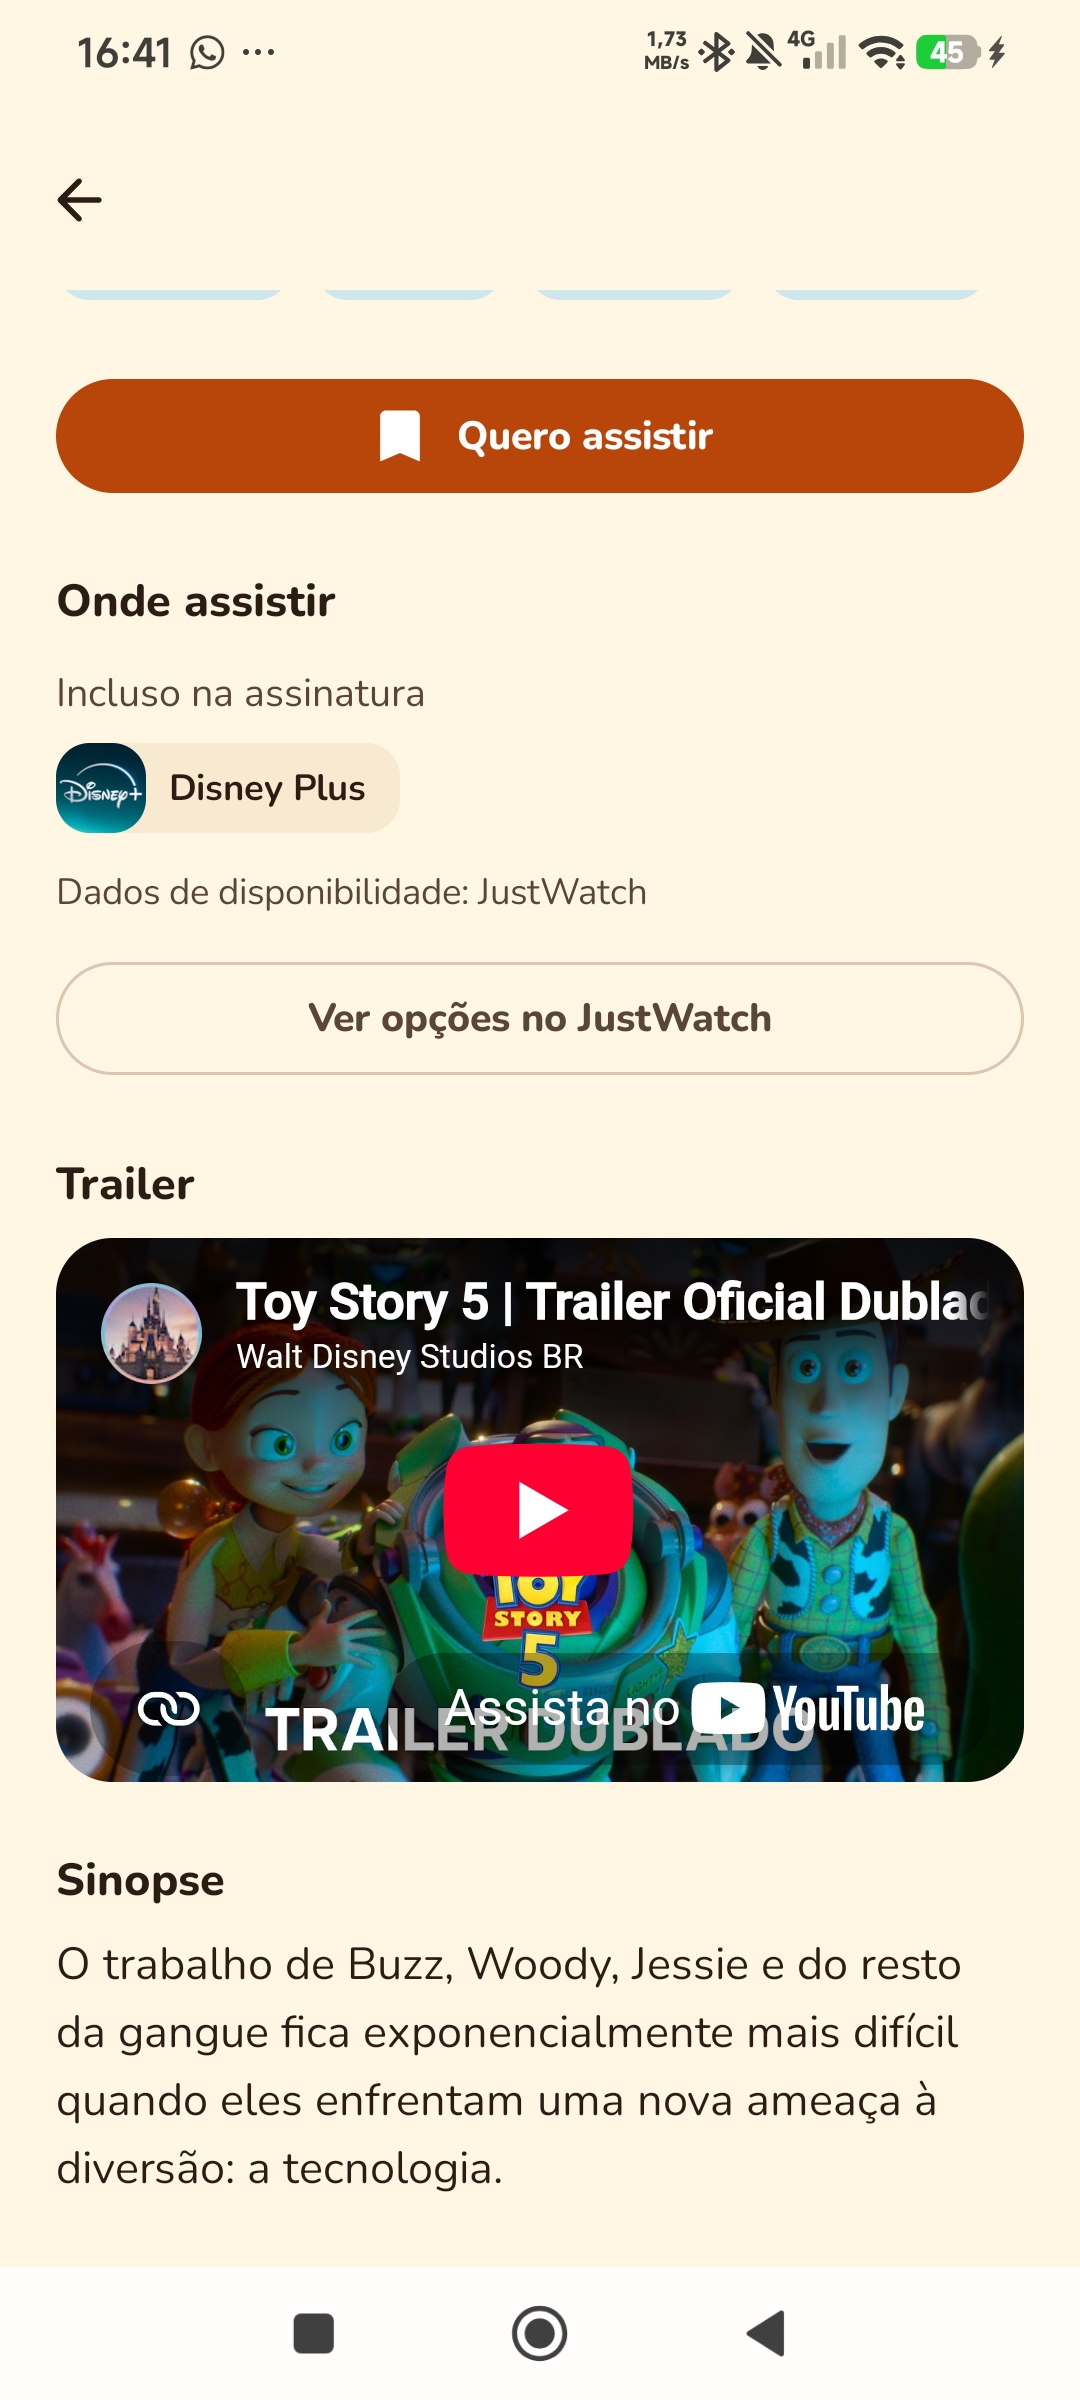 16:41
1,73
MB/s
4G
45
Quero assistir
Onde assistir
Incluso na assinatura
Disney+
Disney Plus
Dados de disponibilidade: JustWatch
Ver opções no JustWatch
Trailer
Toy Story 5 | Trailer Oficial Dublad
Walt Disney Studios BR
TOY
STORY
5
Assista no YouTube
TRAILER DUBLADO
Sinopse
O trabalho de Buzz, Woody, Jessie e do resto
da gangue fica exponencialmente mais difícil
quando eles enfrentam uma nova ameaça à
diversão: a tecnologia.